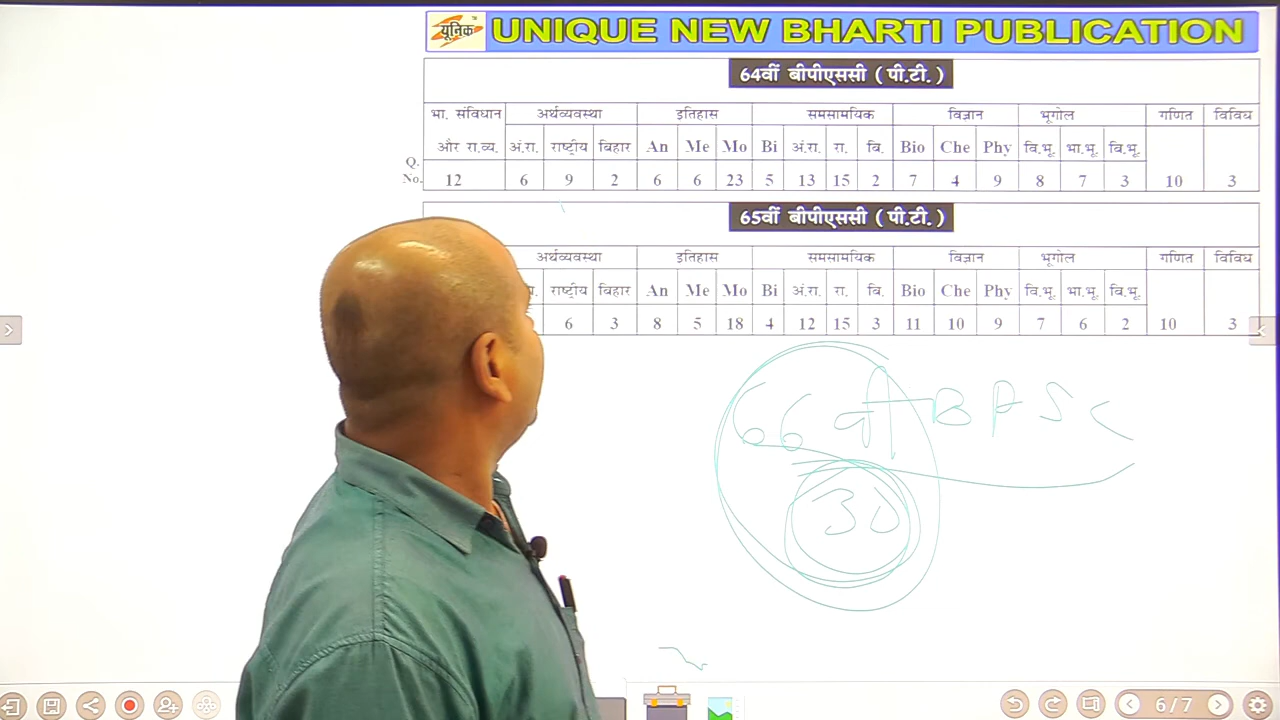 यूनिक UNIQUE NEW BHARTI PUBLICATION
64वीं बीपीएससी ( पी.टी. )
भा. संविधान अर्थव्यवस्था इतिहास समसामयिक विज्ञान भूगोल गणित विविध
और रा.व्य. अं.रा. राष्ट्रीय बिहार An Me Mo Bi अं.रा. रा. वि. Bio Che Phy वि.भू. भा.भू. वि.भू.
Q.
No. 12 6 9 2 6 6 23 5 13 15 2 7 4 9 8 7 3 10 3
65वीं बीपीएससी ( पी.टी. )
अर्थव्यवस्था इतिहास समसामयिक विज्ञान भूगोल गणित विविध
राष्ट्रीय बिहार An Me Mo Bi अं.रा. रा. वि. Bio Che Phy वि.भू. भा.भू. वि.भू.
6 3 8 5 18 4 12 15 3 11 10 9 7 6 2 10 3
66 वीं BPSC
30
6/7